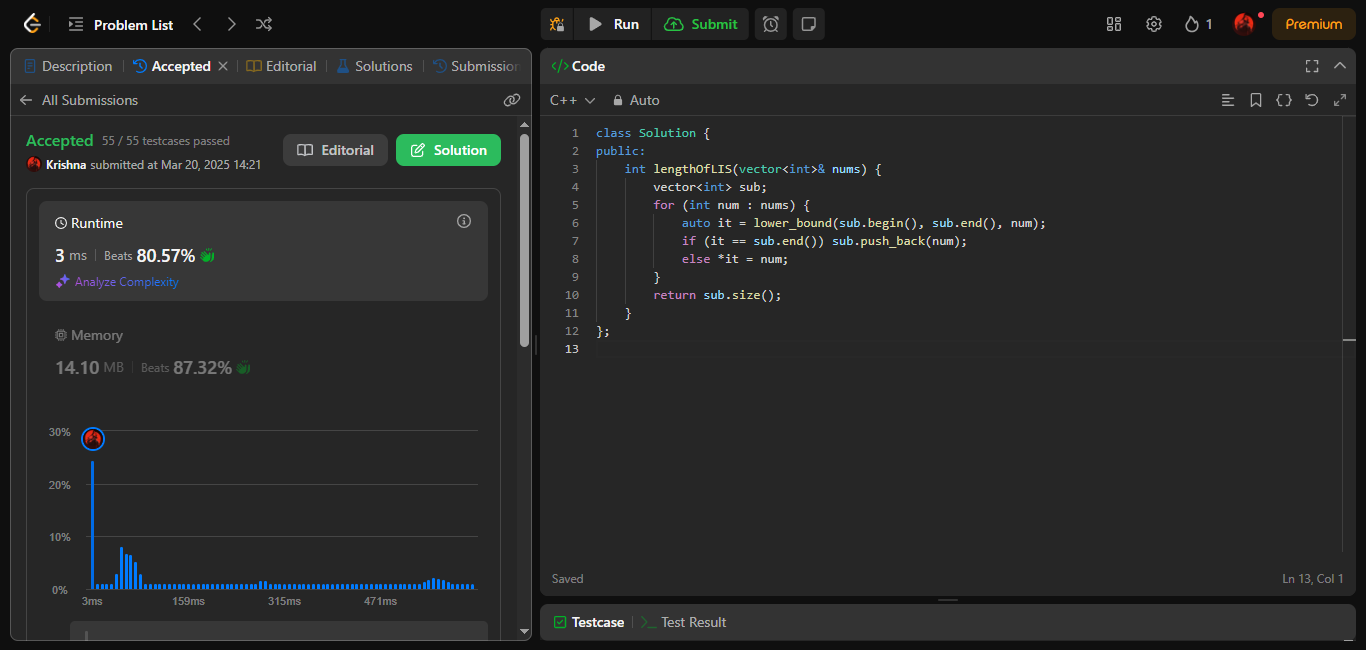 Problem List
Run
Submit
1
Premium
Description
Accepted
Editorial
Solutions
Submission
All Submissions
Accepted 55 / 55 testcases passed
Krishna submitted at Mar 20, 2025 14:21
Editorial
Solution
Runtime
3 ms Beats 80.57%
Analyze Complexity
Memory
14.10 MB Beats 87.32%
30%
20%
10%
0%
3ms 159ms 315ms 471ms
</> Code
C++ Auto
1 class Solution {
2 public:
3 int lengthOfLIS(vector<int>& nums) {
4 vector<int> sub;
5 for (int num : nums) {
6 auto it = lower_bound(sub.begin(), sub.end(), num);
7 if (it == sub.end()) sub.push_back(num);
8 else *it = num;
9 }
10 return sub.size();
11 }
12 };
13
Saved
Ln 13, Col 1
Testcase
Test Result